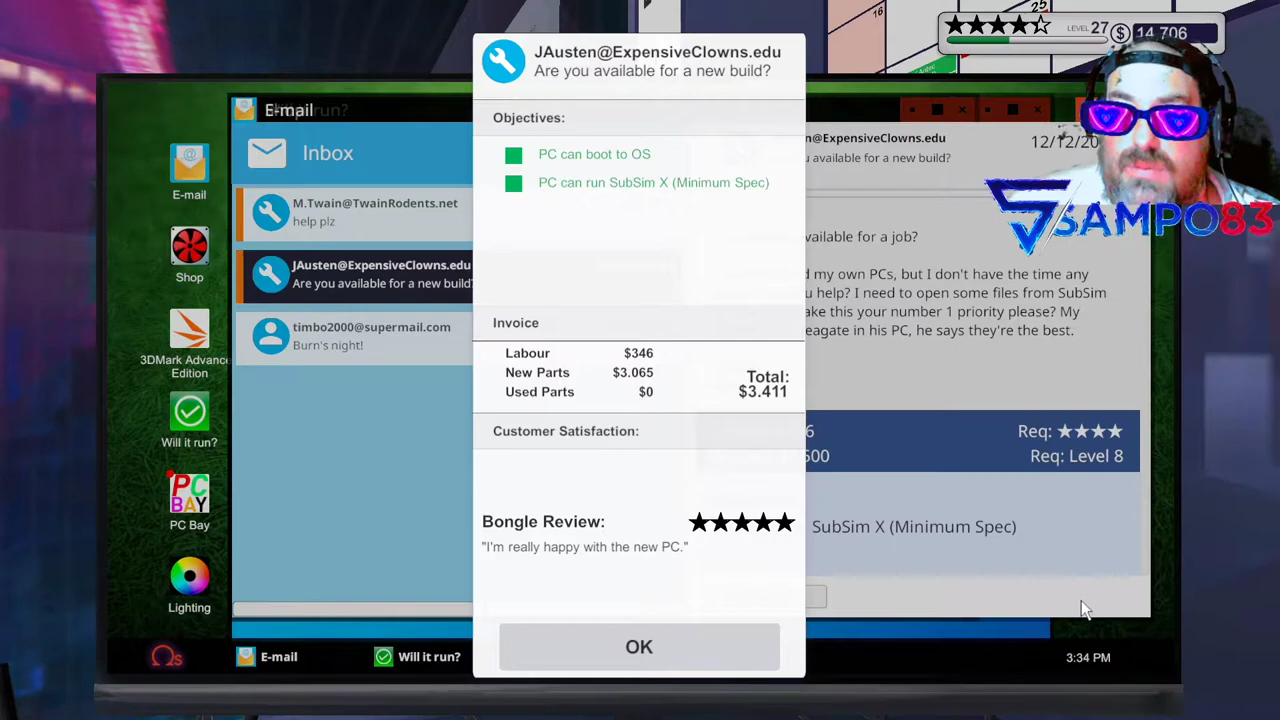 16
25
LEVEL 27
$ 14,706
JAusten@ExpensiveClowns.edu
Are you available for a new build?
Objectives:
PC can boot to OS
PC can run SubSim X (Minimum Spec)
Invoice
Labour $346
New Parts $3.065
Used Parts $0
Total:
$3.411
Customer Satisfaction:
Bongle Review: ★★★★★
"I'm really happy with the new PC."
OK
E-mail
Inbox
M.Twain@TwainRodents.net
help plz
JAusten@ExpensiveClowns.edu
Are you available for a new build?
timbo2000@supermail.com
Burn's night!
E-mail
Shop
3DMark Advance
Edition
Will it run?
PC
BAY
PC Bay
Lighting
@ExpensiveClowns.edu
available for a new build?
12/12/20
vailable for a job?
my own PCs, but I don't have the time any
help? I need to open some files from SubSim
ake this your number 1 priority please? My
eagate in his PC, he says they're the best.
6
500
Req: ★★★★
Req: Level 8
SubSim X (Minimum Spec)
SAMPO83
E-mail
Will it run?
3:34 PM